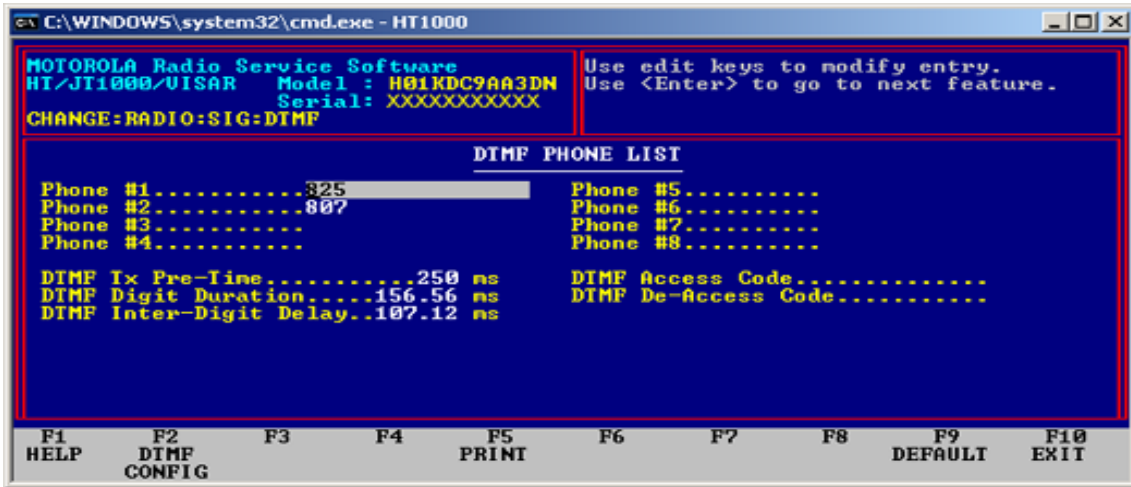 C:\WINDOWS\system32\cmd.exe - HT1000
MOTOROLA Radio Service Software
HT/JT1000/VISAR Model : H01KDC9AA3DN
Serial: XXXXXXXXXXX
CHANGE:RADIO:SIG:DTMF
Use edit keys to modify entry.
Use <Enter> to go to next feature.
DTMF PHONE LIST
Phone #1...........825
Phone #2...........807
Phone #3...........
Phone #4...........
Phone #5..........
Phone #6..........
Phone #7..........
Phone #8..........
DTMF Tx Pre-Time...........250 ms
DTMF Digit Duration.....156.56 ms
DTMF Inter-Digit Delay..107.12 ms
DTMF Access Code..............
DTMF De-Access Code...........
F1 F2 F3 F4 F5 F6 F7 F8 F9 F10
HELP DTMF PRINT DEFAULT EXIT
CONFIG